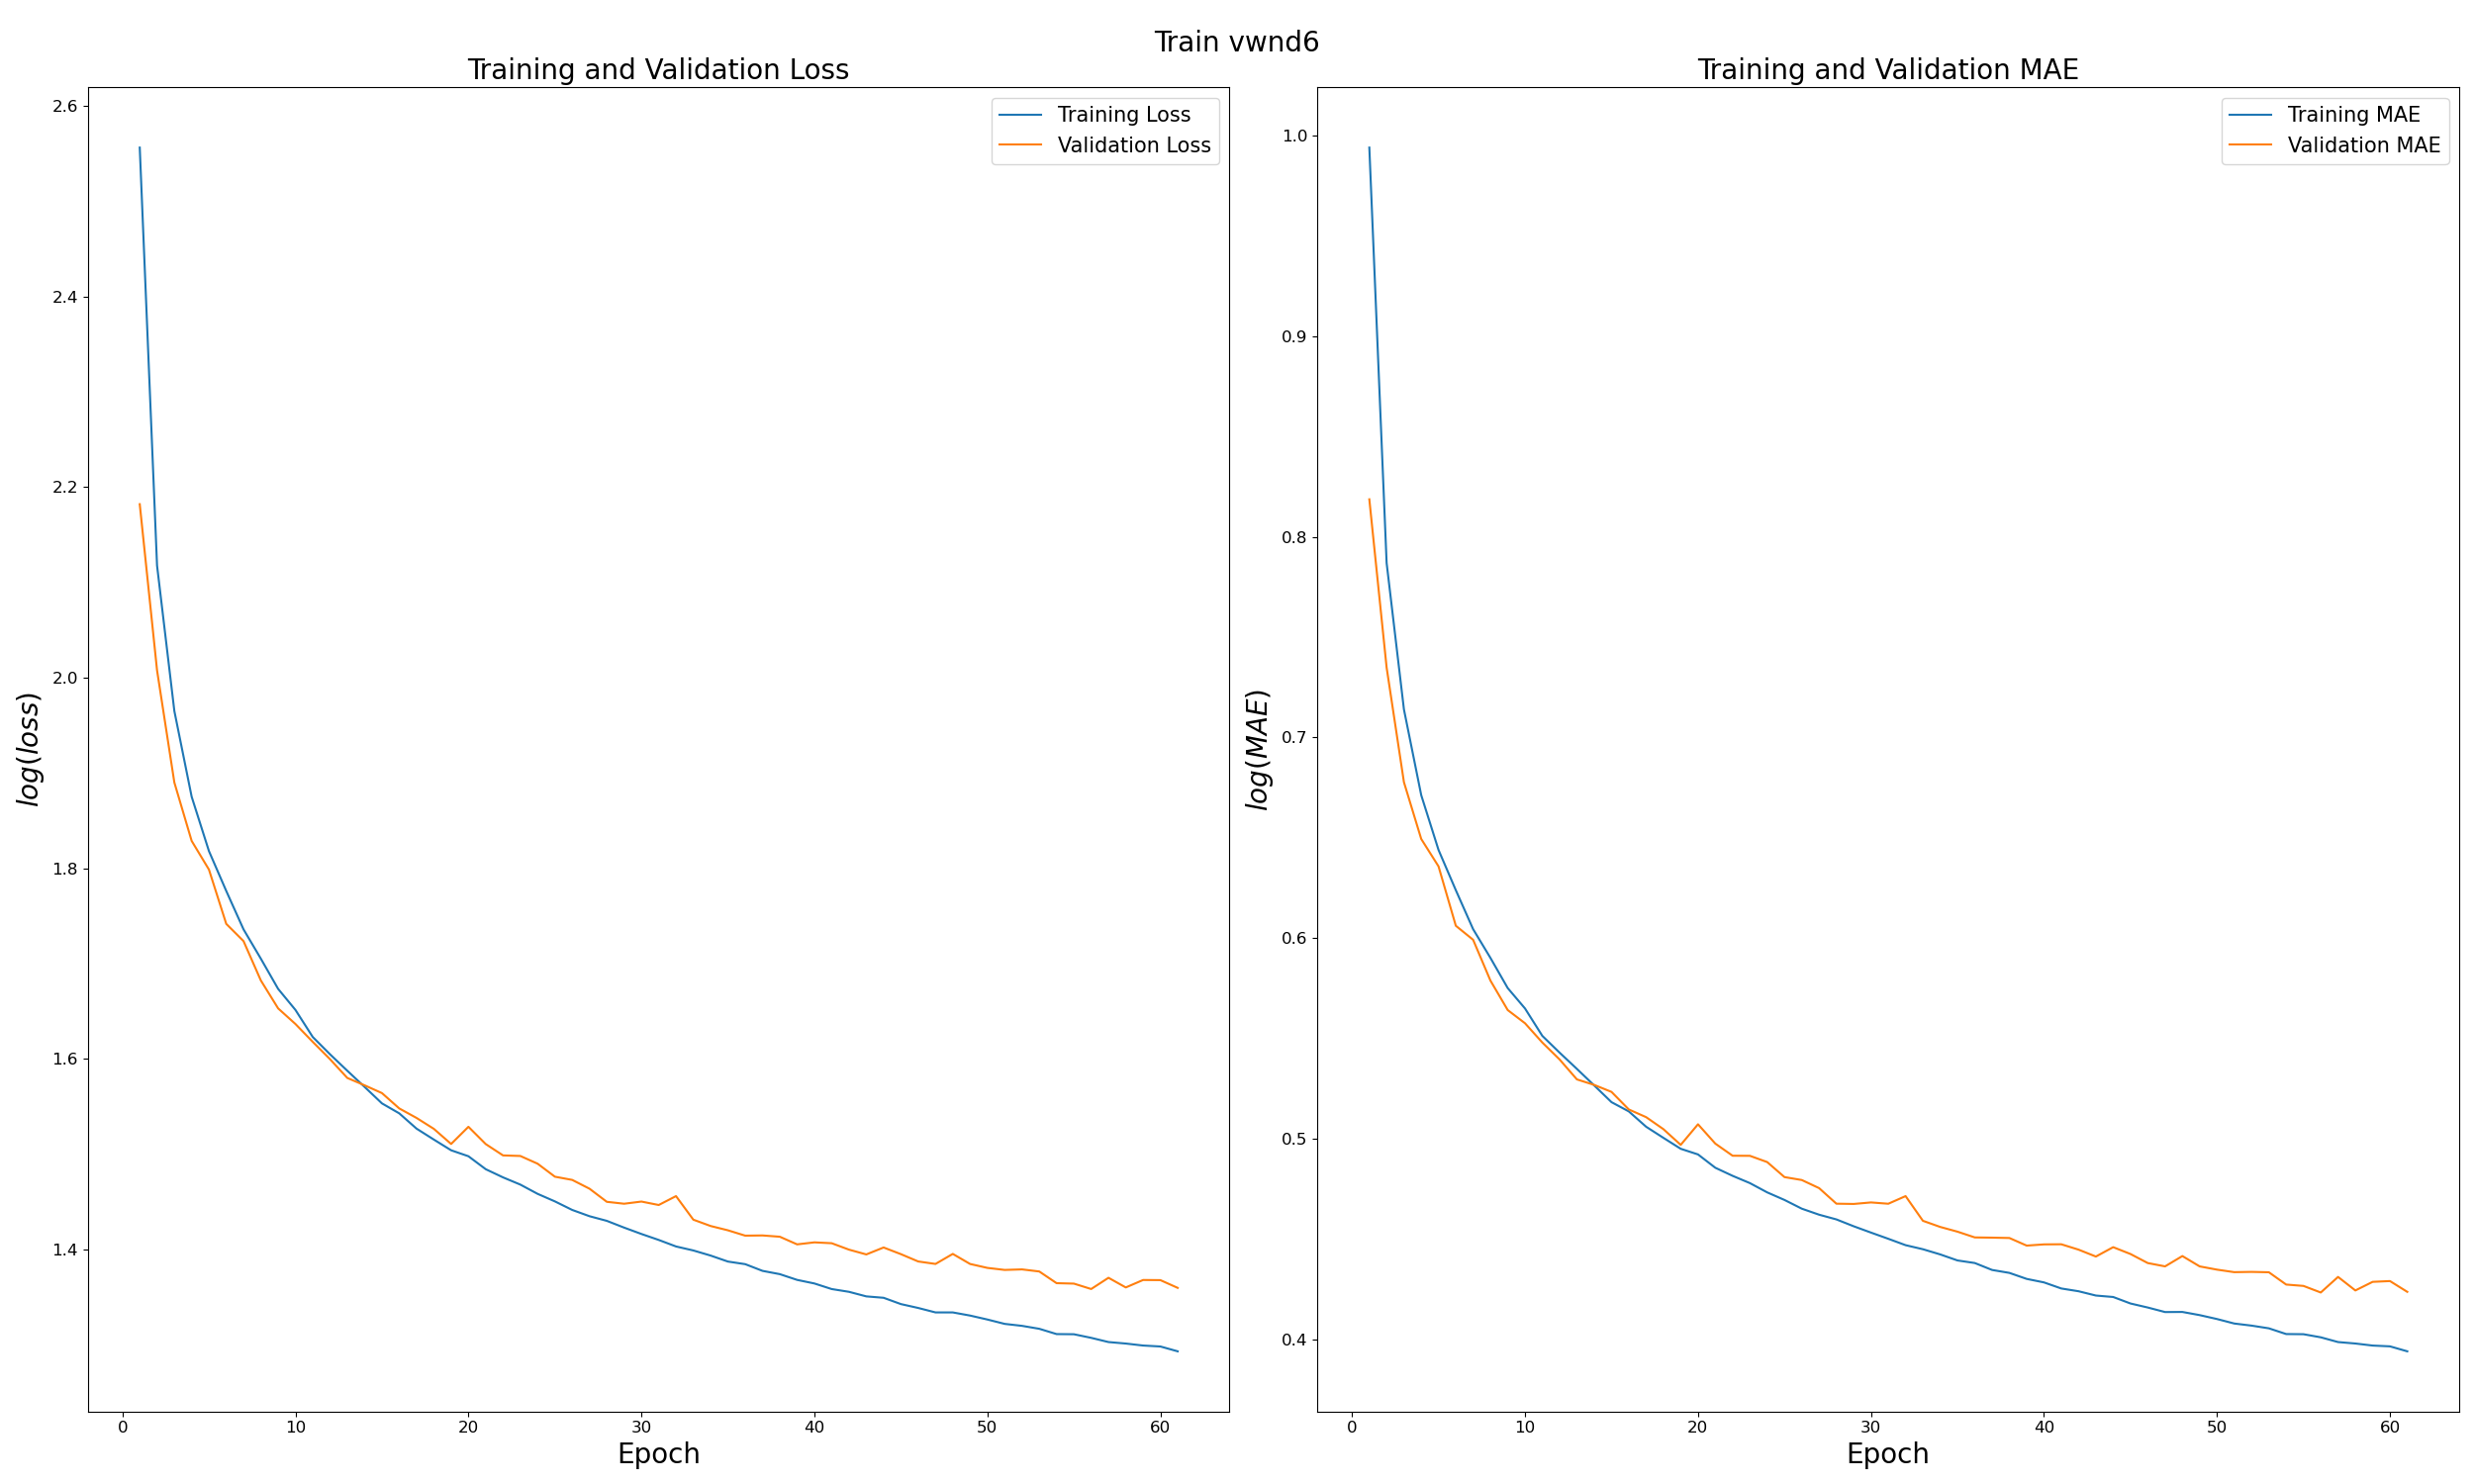 Train vwnd6
Training and Validation Loss
Training Loss
Validation Loss
2.6
2.4
2.2
2.0
1.8
1.6
1.4
log(loss)
0 10 20 30 40 50 60
Epoch
Training and Validation MAE
Training MAE
Validation MAE
1.0
0.9
0.8
0.7
0.6
0.5
0.4
log(MAE)
0 10 20 30 40 50 60
Epoch